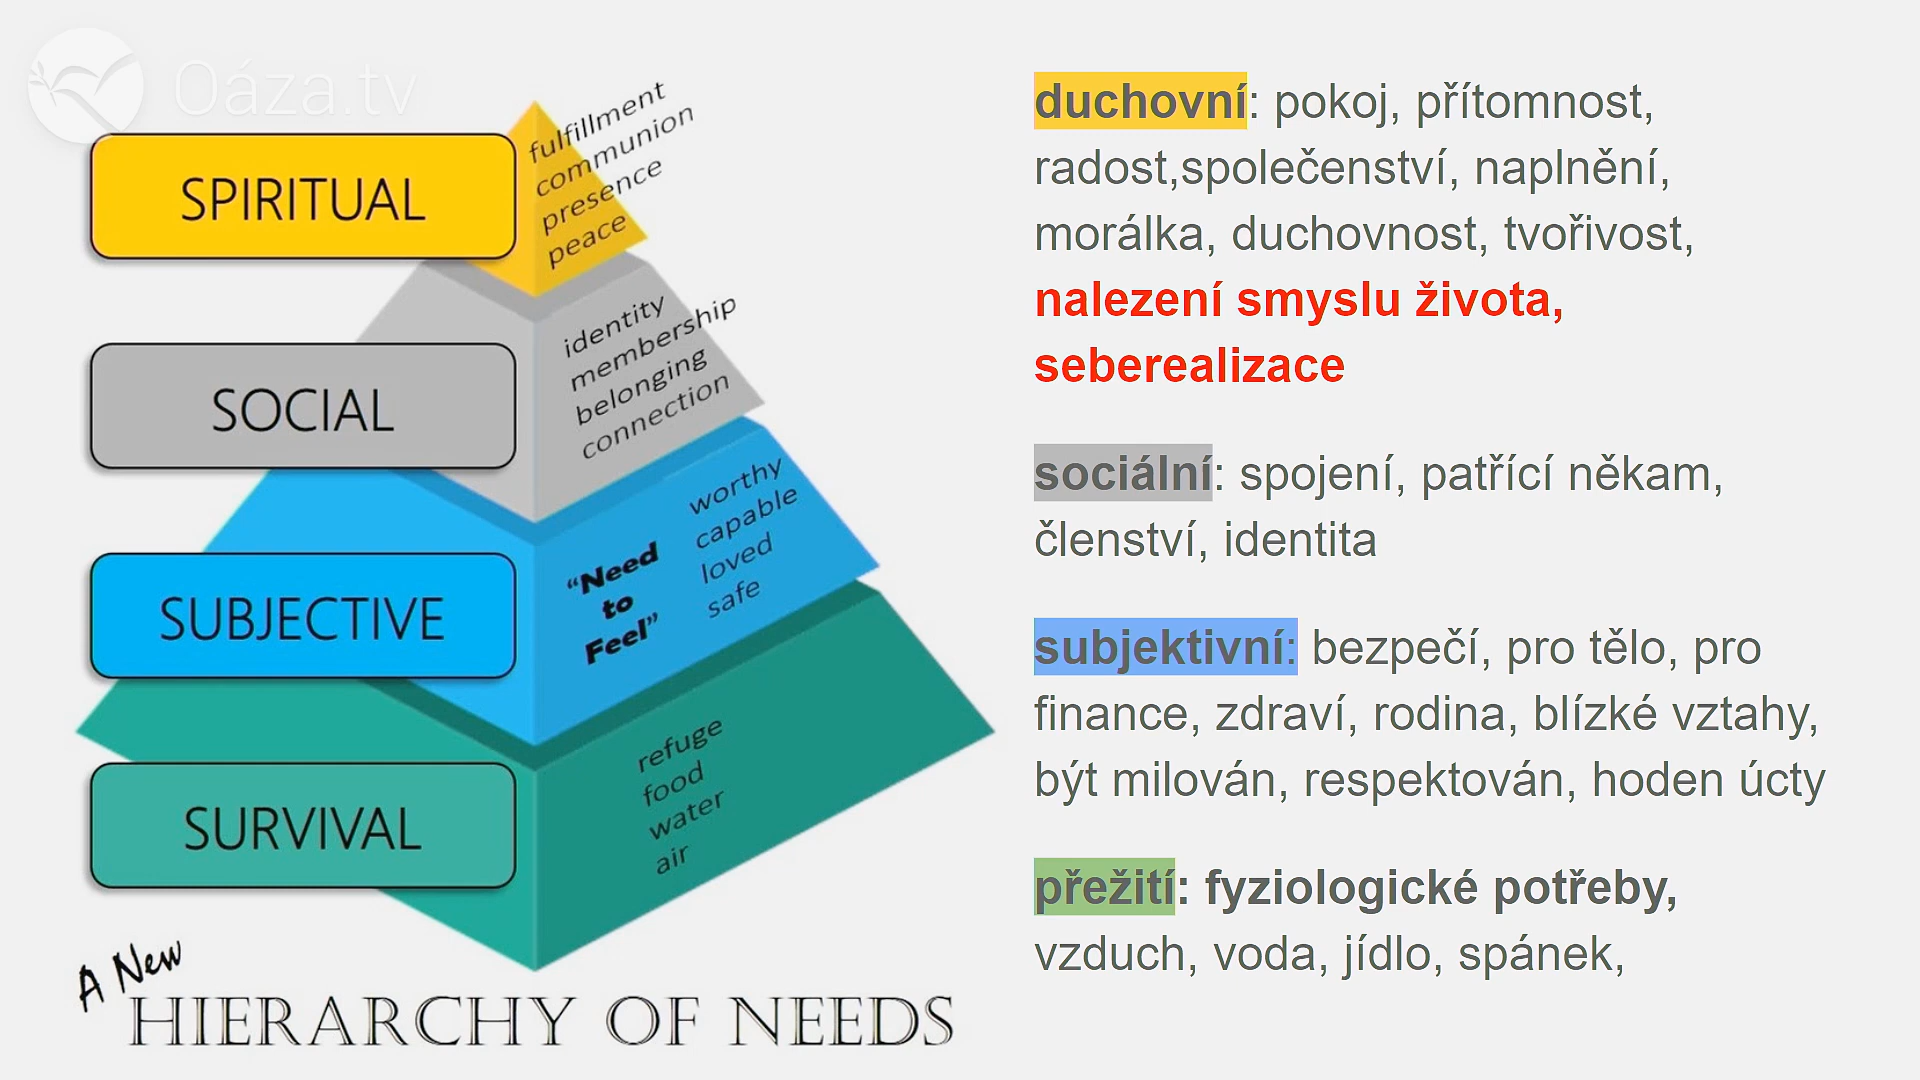 Oáza.tv
SPIRITUAL
fulfillment
communion
presence
peace
SOCIAL
identity
membership
belonging
connection
SUBJECTIVE
“Need
to
Feel”
worthy
capable
loved
safe
SURVIVAL
refuge
food
water
air
A New
HIERARCHY OF NEEDS
duchovní: pokoj, přítomnost,
radost,společenství, naplnění,
morálka, duchovnost, tvořivost,
nalezení smyslu života,
seberealizace
sociální: spojení, patřící někam,
členství, identita
subjektivní: bezpečí, pro tělo, pro
finance, zdraví, rodina, blízké vztahy,
být milován, respektován, hoden úcty
přežití: fyziologické potřeby,
vzduch, voda, jídlo, spánek,